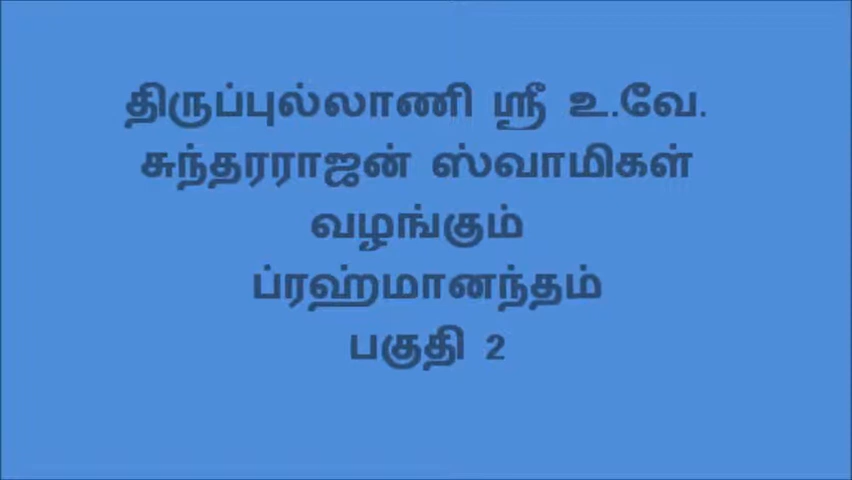 திருப்புல்லாணி ஸ்ரீ உ.வே.
சுந்தரராஜன் ஸ்வாமிகள்
வழங்கும்
ப்ரஹ்மானந்தம்
பகுதி 2